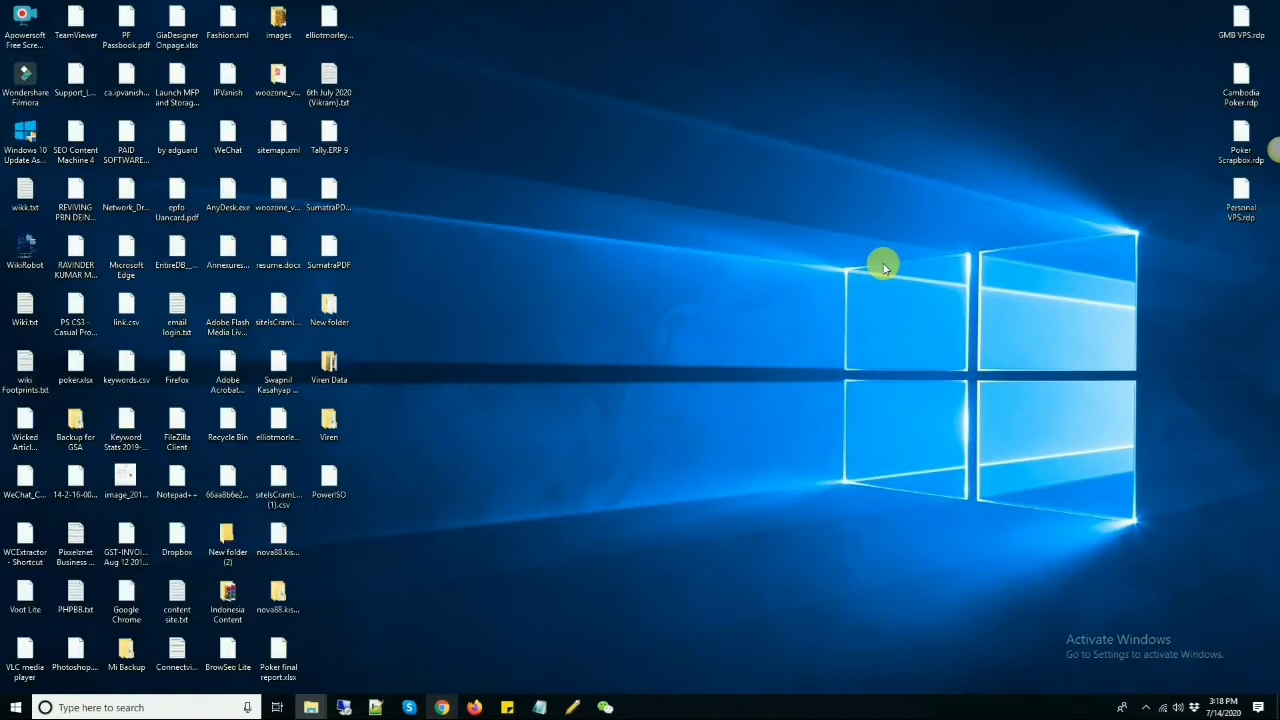 Apowersoft
Free Scre...
TeamViewer
PF
Passbook.pdf
GiaDesigner
Onpage.xlsx
Fashion.xml
images
elliotmorley...
GMB VPS.rdp
Wondershare
Filmora
Support_L...
ca.ipvanish...
Launch MFP
and Storag...
IPVanish
woozone_v...
6th July 2020
(Vikram).txt
Cambodia
Poker.rdp
Windows 10
Update As...
SEO Content
Machine 4
PAID
SOFTWARE...
by adguard
WeChat
sitemap.xml
Tally.ERP 9
Poker
Scrapbox.rdp
wikk.txt
REVIVING
PBN DEIN...
Network_Dr...
epfo
Uancard.pdf
AnyDesk.exe
woozone_v...
SumatraPD...
Personal
VPS.rdp
WikiRobot
RAVINDER
KUMAR M...
Microsoft
Edge
EntireDB__...
Annexures...
resume.docx
SumatraPDF
Wiki.txt
PS CS3 -
Casual Pro...
link.csv
email
login.txt
Adobe Flash
Media Liv...
siteIsCramL...
New folder
wiki
Footprints.txt
poker.xlsx
keywords.csv
Firefox
Adobe
Acrobat...
Swapnil
Kasahyap ...
Viren Data
Wicked
Articl...
Backup for
GSA
Keyword
Stats 2019-...
FileZilla
Client
Recycle Bin
elliotmorle...
Viren
WeChat_C...
14-2-16-00...
image_201...
Notepad++
66aa8b6e2...
siteIsCramL...
(1).csv
PowerISO
WCExtractor
- Shortcut
Pixxelznet
Business ...
GST-INVOI...
Aug 12 201...
Dropbox
New folder
(2)
nova88.kis...
Voot Lite
PHPBB.txt
Google
Chrome
content
site.txt
Indonesia
Content
nova88.kis...
VLC media
player
Photoshop....
Mi Backup
Connectvi...
BrowSeo Lite
Poker final
report.xlsx
Activate Windows
Go to Settings to activate Windows.
Type here to search
3:18 PM
7/14/2020